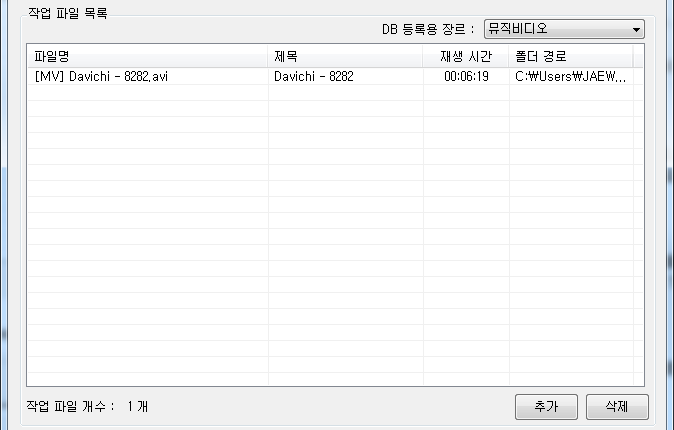 작업 파일 목록
DB 등록용 장르 : 뮤직비디오
파일명 제목 재생 시간 폴더 경로
[MV] Davichi - 8282.avi Davichi - 8282 00:06:19 C:₩Users₩JAEW...
작업 파일 개수 : 1 개 추가 삭제